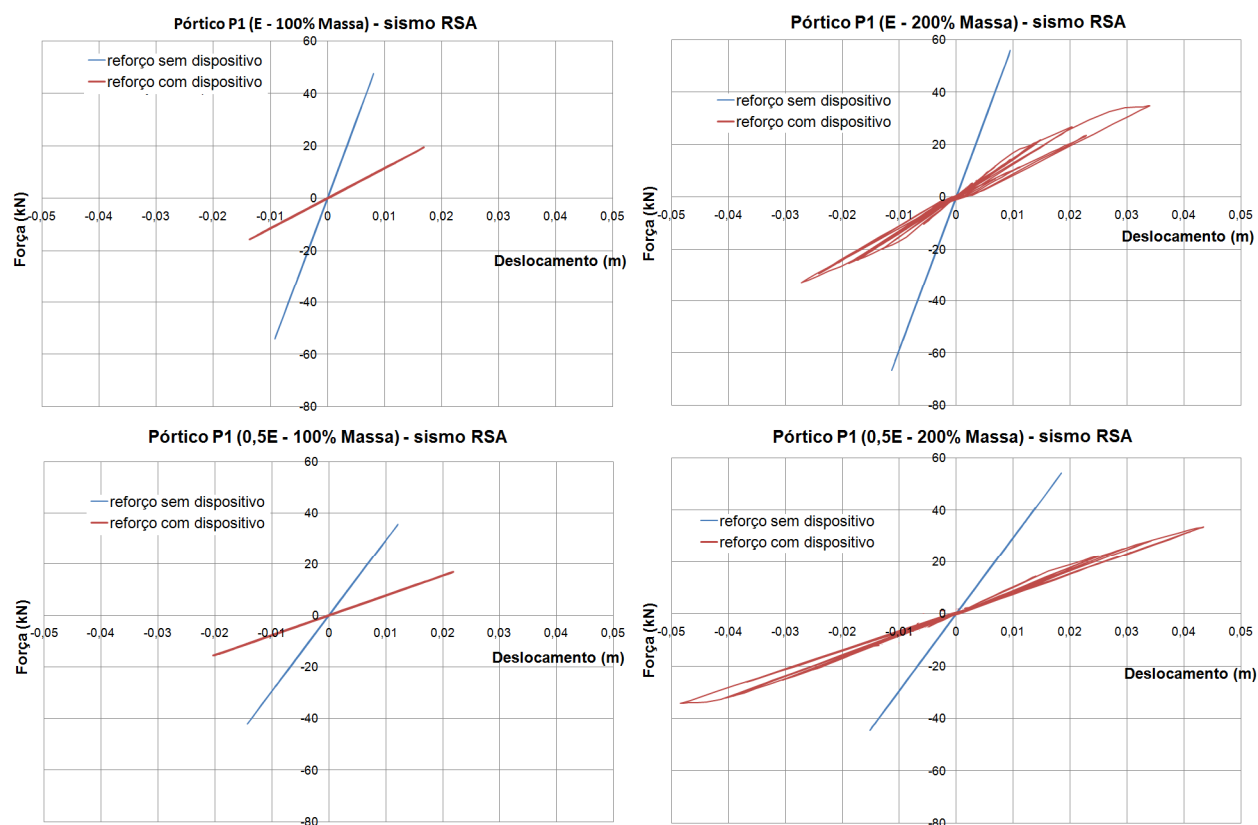 Pórtico P1 (E - 100% Massa) - sismo RSA
60
reforço sem dispositivo
reforço com dispositivo
40
20
0
-0,05 -0,04 -0,03 -0,02 -0,01 0 0,01 0,02 0,03 0,04 0,05
-20
-40
-60
-80
Força (kN)
Deslocamento (m)
Pórtico P1 (E - 200% Massa) - sismo RSA
60
reforço sem dispositivo
reforço com dispositivo
40
20
0
-0,05 -0,04 -0,03 -0,02 -0,01 0 0,01 0,02 0,03 0,04 0,05
-20
-40
-60
-80
Força (kN)
Deslocamento (m)
Pórtico P1 (0,5E - 100% Massa) - sismo RSA
60
reforço sem dispositivo
reforço com dispositivo
40
20
0
-0,05 -0,04 -0,03 -0,02 -0,01 0 0,01 0,02 0,03 0,04 0,05
-20
-40
-60
-80
Força (kN)
Deslocamento (m)
Pórtico P1 (0,5E - 200% Massa) - sismo RSA
60
reforço sem dispositivo
reforço com dispositivo
40
20
0
-0,05 -0,04 -0,03 -0,02 -0,01 0 0,01 0,02 0,03 0,04 0,05
-20
-40
-60
-80
Força (kN)
Deslocamento (m)